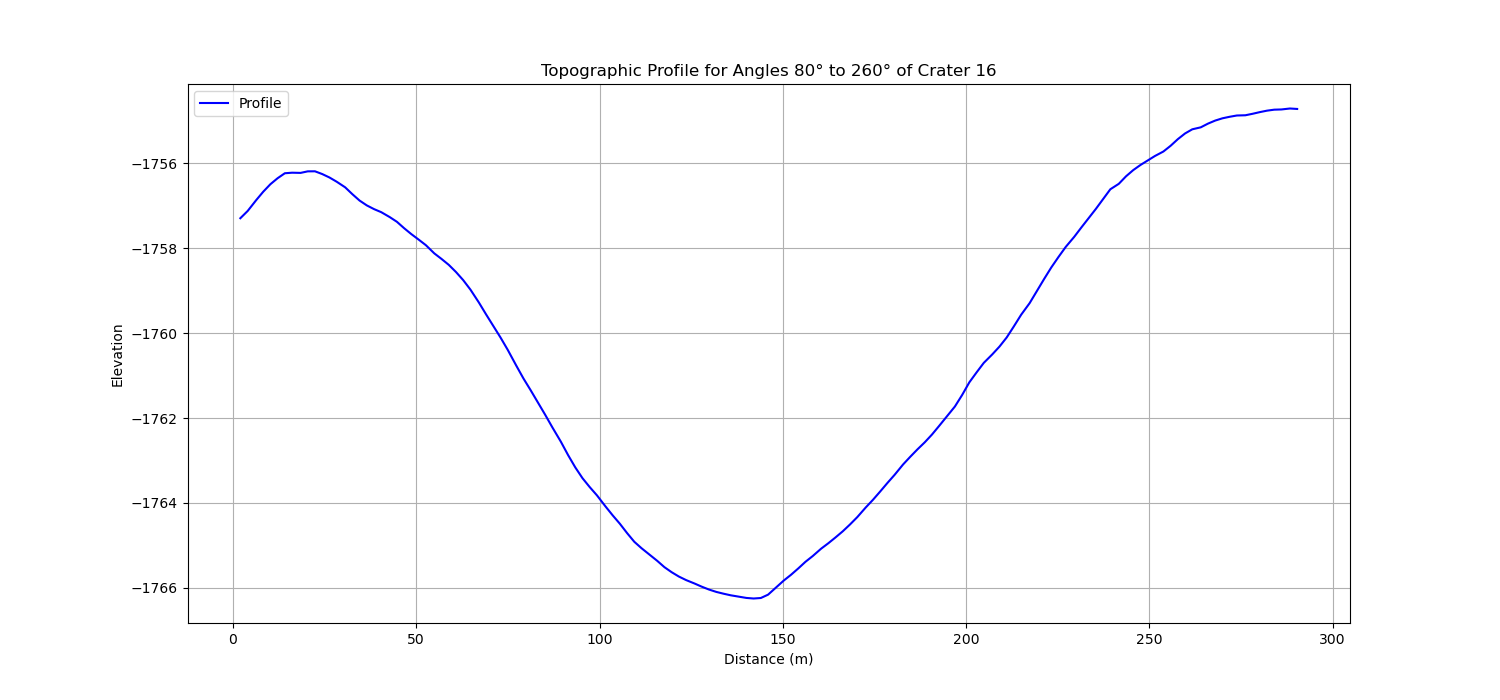 Topographic Profile for Angles 80° to 260° of Crater 16
Profile
−1756
−1758
−1760
−1762
−1764
−1766
Elevation
0 50 100 150 200 250 300
Distance (m)